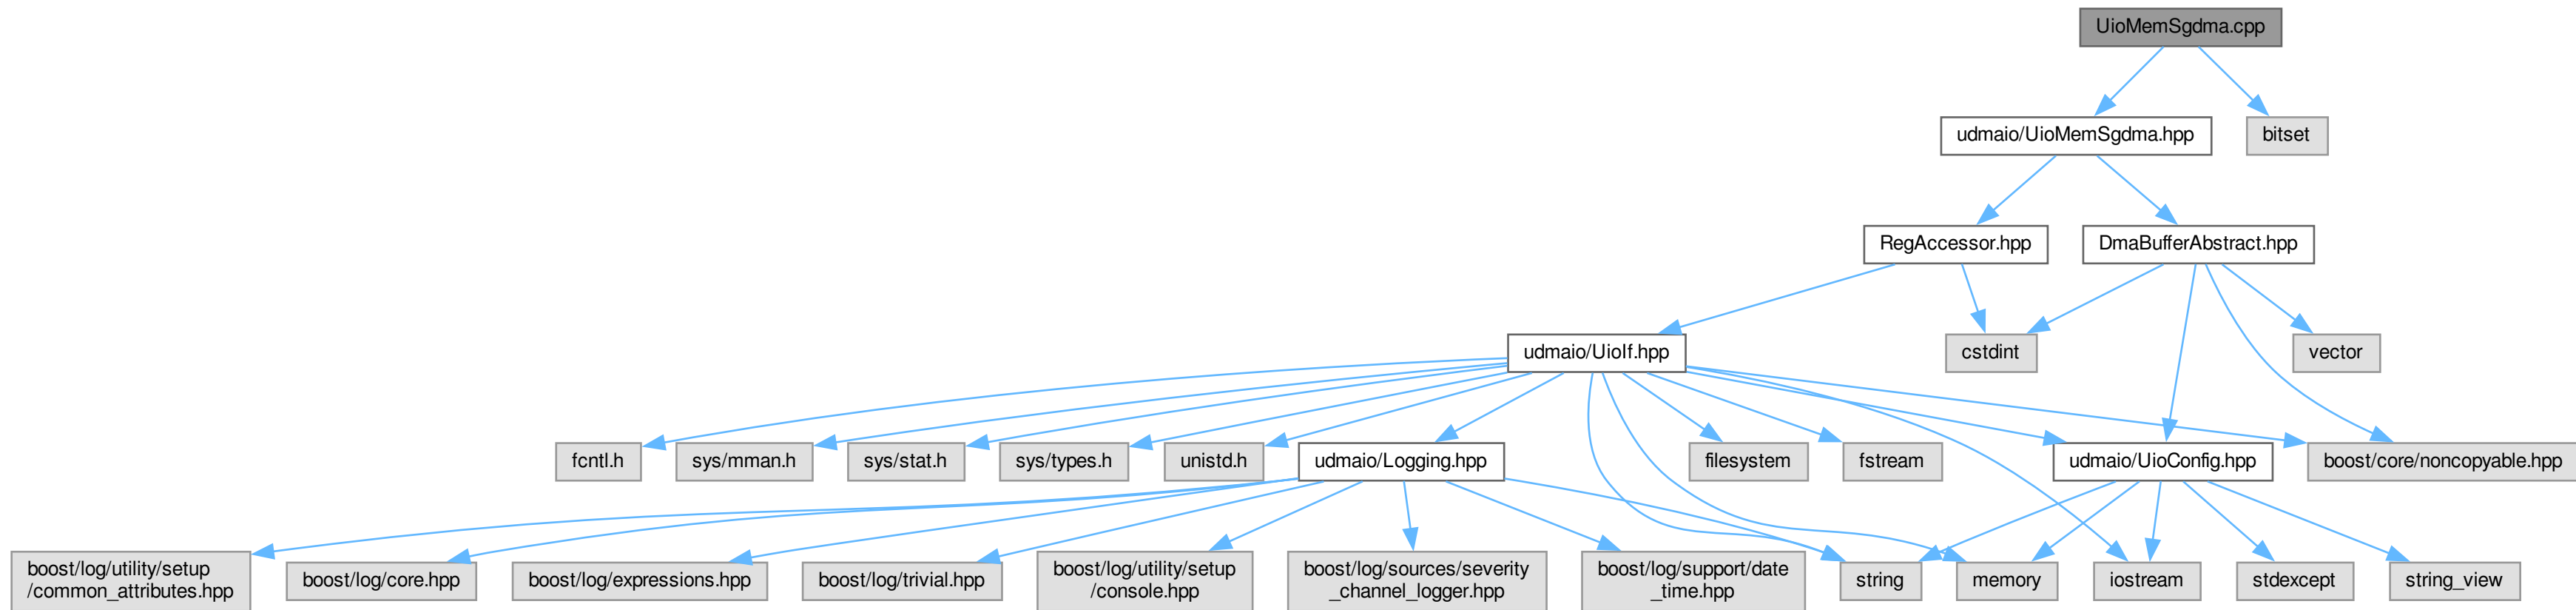 UioMemSgdma.cpp
udmaio/UioMemSgdma.hpp
bitset
RegAccessor.hpp
DmaBufferAbstract.hpp
udmaio/UioIf.hpp
cstdint
vector
fcntl.h
sys/mman.h
sys/stat.h
sys/types.h
unistd.h
udmaio/Logging.hpp
filesystem
fstream
udmaio/UioConfig.hpp
boost/core/noncopyable.hpp
boost/log/utility/setup
/common_attributes.hpp
boost/log/core.hpp
boost/log/expressions.hpp
boost/log/trivial.hpp
boost/log/utility/setup
/console.hpp
boost/log/sources/severity
_channel_logger.hpp
boost/log/support/date
_time.hpp
string
memory
iostream
stdexcept
string_view